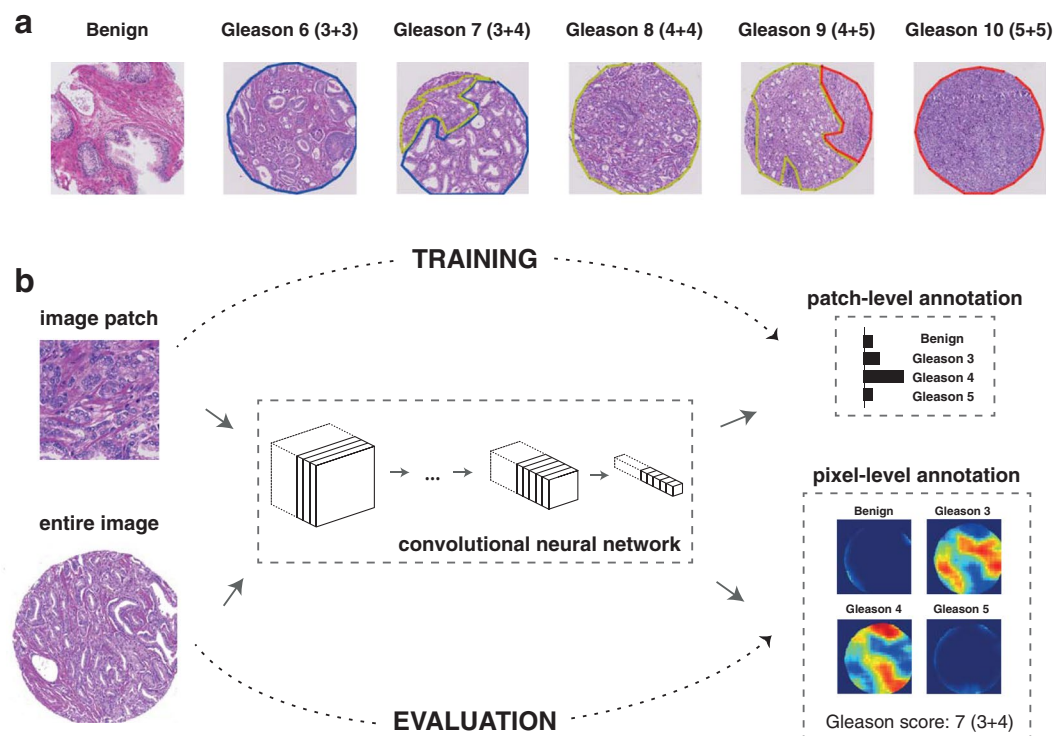 a
Benign
Gleason 6 (3+3)
Gleason 7 (3+4)
Gleason 8 (4+4)
Gleason 9 (4+5)
Gleason 10 (5+5)
b
TRAINING
image patch
patch-level annotation
Benign
Gleason 3
Gleason 4
Gleason 5
...
convolutional neural network
entire image
pixel-level annotation
Benign
Gleason 3
Gleason 4
Gleason 5
EVALUATION
Gleason score: 7 (3+4)